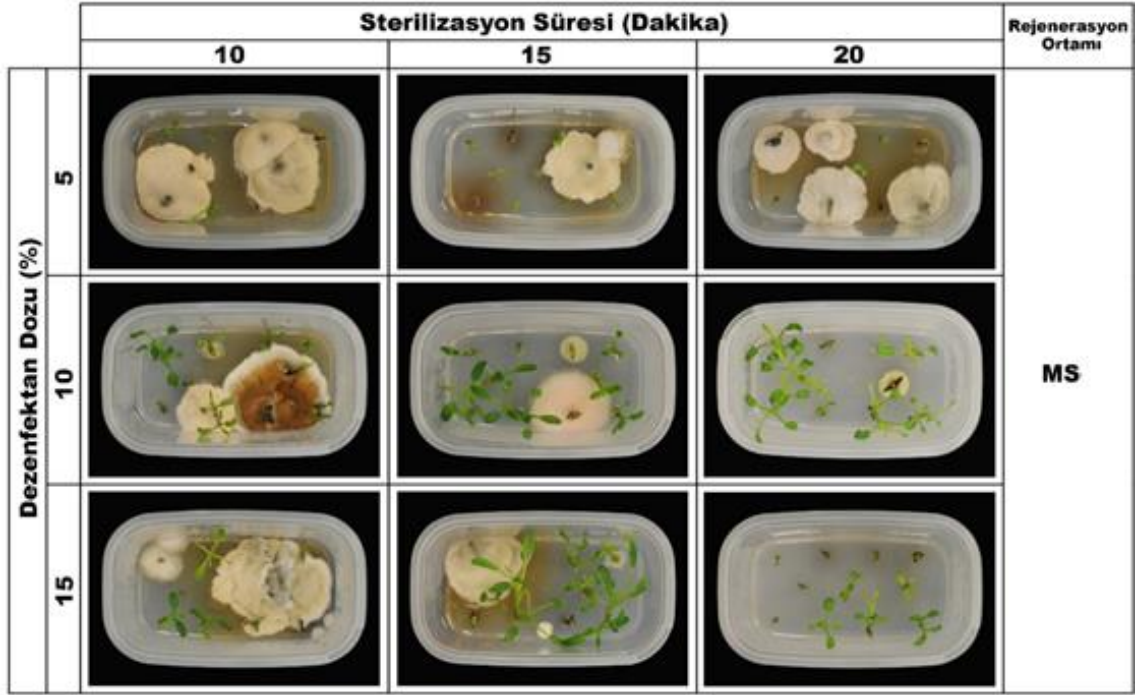 Sterilizasyon Süresi (Dakika)
Rejenerasyon
Ortamı
10
15
20
Dezenfektan Dozu (%)
5
10
15
MS